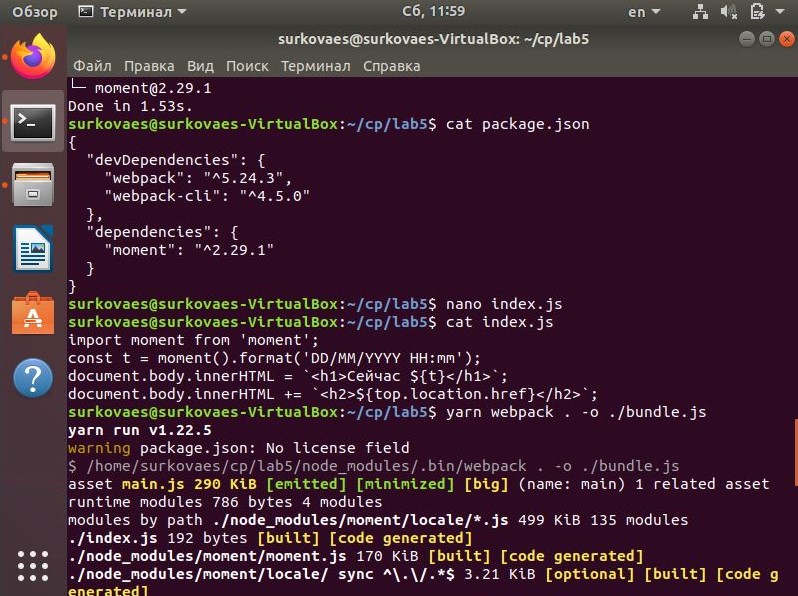 Обзор Терминал Сб, 11:59 en
surkovaes@surkovaes-VirtualBox: ~/cp/lab5
Файл Правка Вид Поиск Терминал Справка
└─ moment@2.29.1
Done in 1.53s.
surkovaes@surkovaes-VirtualBox:~/cp/lab5$ cat package.json
{
  "devDependencies": {
    "webpack": "^5.24.3",
    "webpack-cli": "^4.5.0"
  },
  "dependencies": {
    "moment": "^2.29.1"
  }
}
surkovaes@surkovaes-VirtualBox:~/cp/lab5$ nano index.js
surkovaes@surkovaes-VirtualBox:~/cp/lab5$ cat index.js
import moment from 'moment';
const t = moment().format('DD/MM/YYYY HH:mm');
document.body.innerHTML = `<h1>Сейчас ${t}</h1>`;
document.body.innerHTML += `<h2>${top.location.href}</h2>`;
surkovaes@surkovaes-VirtualBox:~/cp/lab5$ yarn webpack . -o ./bundle.js
yarn run v1.22.5
warning package.json: No license field
$ /home/surkovaes/cp/lab5/node_modules/.bin/webpack . -o ./bundle.js
asset main.js 290 KiB [emitted] [minimized] [big] (name: main) 1 related asset
runtime modules 786 bytes 4 modules
modules by path ./node_modules/moment/locale/*.js 499 KiB 135 modules
./index.js 192 bytes [built] [code generated]
./node_modules/moment/moment.js 170 KiB [built] [code generated]
./node_modules/moment/locale/ sync ^\.\/.*$ 3.21 KiB [optional] [built] [code g
enerated]